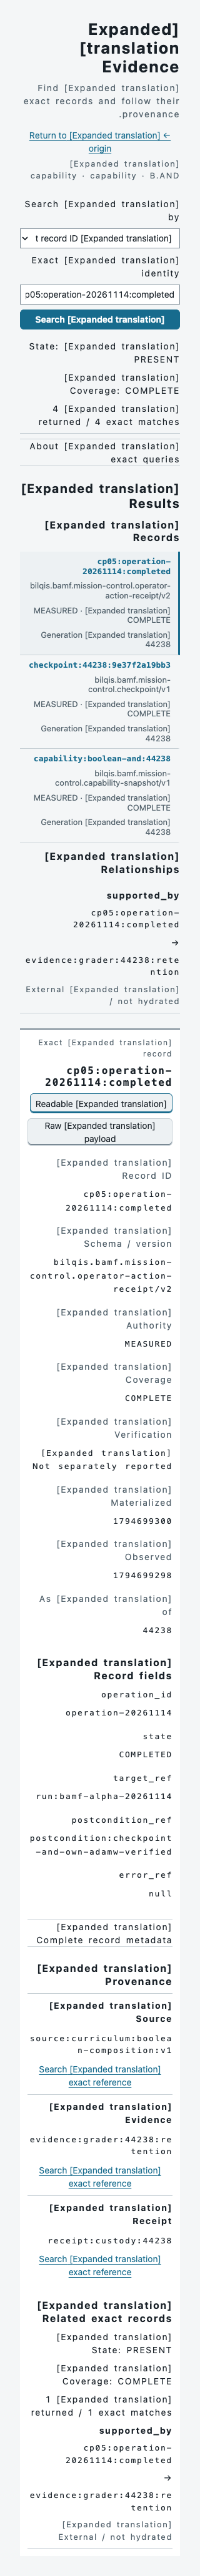 [Expanded translation]
Evidence
Find [Expanded translation]
exact records and follow their
provenance.
Return to [Expanded translation] ←
origin
[Expanded translation]
capability · capability · B.AND
Search [Expanded translation]
by
t record ID [Expanded translation]
Exact [Expanded translation]
identity
p05:operation-20261114:completed
Search [Expanded translation]
State: [Expanded translation]
PRESENT
[Expanded translation]
Coverage: COMPLETE
4 [Expanded translation]
returned / 4 exact matches
About [Expanded translation]
exact queries
[Expanded translation]
Results
[Expanded translation]
Records
cp05:operation-
20261114:completed
bilqis.bamf.mission-control.operator-
action-receipt/v2
MEASURED · [Expanded translation]
COMPLETE
Generation [Expanded translation]
44238
checkpoint:44238:9e37f2a19bb3
bilqis.bamf.mission-
control.checkpoint/v1
MEASURED · [Expanded translation]
COMPLETE
Generation [Expanded translation]
44238
capability:boolean-and:44238
bilqis.bamf.mission-
control.capability-snapshot/v1
MEASURED · [Expanded translation]
COMPLETE
Generation [Expanded translation]
44238
[Expanded translation]
Relationships
supported_by
cp05:operation-
20261114:completed
→
evidence:grader:44238:rete
ntion
External [Expanded translation]
/ not hydrated
Exact [Expanded translation]
record
cp05:operation-
20261114:completed
Readable [Expanded translation]
Raw [Expanded translation]
payload
[Expanded translation]
Record ID
cp05:operation-
20261114:completed
[Expanded translation]
Schema / version
bilqis.bamf.mission-
control.operator-action-
receipt/v2
[Expanded translation]
Authority
MEASURED
[Expanded translation]
Coverage
COMPLETE
[Expanded translation]
Verification
[Expanded translation]
Not separately reported
[Expanded translation]
Materialized
1794699300
[Expanded translation]
Observed
1794699298
As [Expanded translation]
of
44238
[Expanded translation]
Record fields
operation_id
operation-20261114
state
COMPLETED
target_ref
run:bamf-alpha-20261114
postcondition_ref
postcondition:checkpoint
-and-own-adamw-verified
error_ref
null
[Expanded translation]
Complete record metadata
[Expanded translation]
Provenance
[Expanded translation]
Source
source:curriculum:boolea
n-composition:v1
Search [Expanded translation]
exact reference
[Expanded translation]
Evidence
evidence:grader:44238:re
tention
Search [Expanded translation]
exact reference
[Expanded translation]
Receipt
receipt:custody:44238
Search [Expanded translation]
exact reference
[Expanded translation]
Related exact records
[Expanded translation]
State: PRESENT
[Expanded translation]
Coverage: COMPLETE
1 [Expanded translation]
returned / 1 exact matches
supported_by
cp05:operation-
20261114:completed
→
evidence:grader:44238:re
tention
[Expanded translation]
External / not hydrated